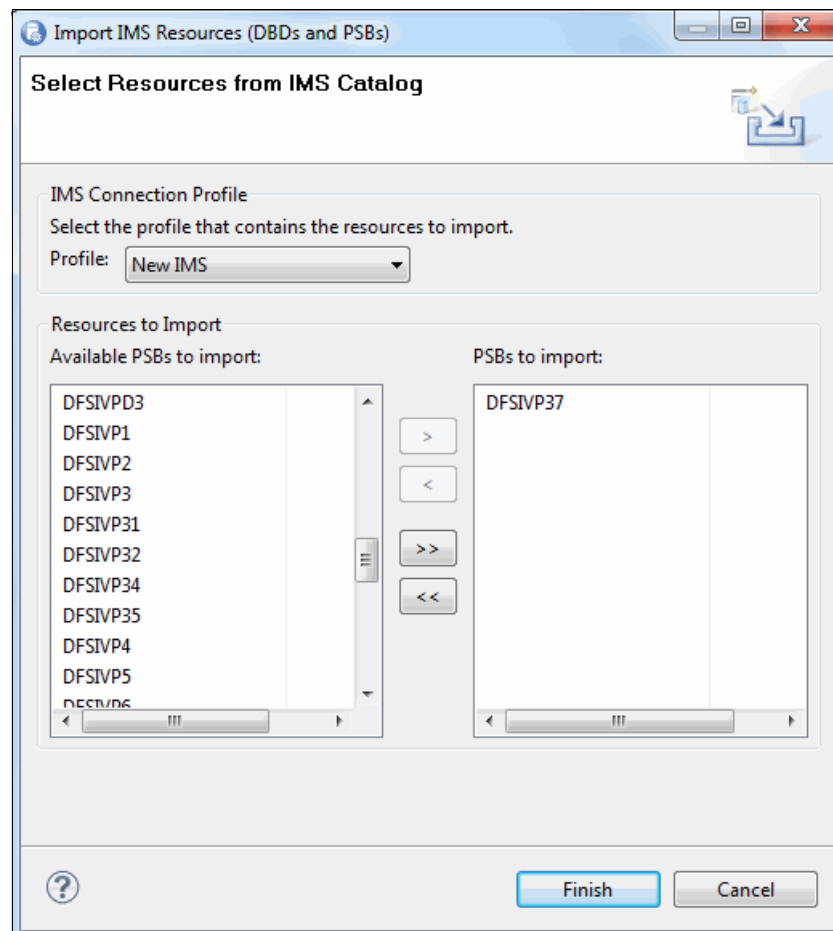 Import IMS Resources (DBDs and PSBs)
Select Resources from IMS Catalog
IMS Connection Profile
Select the profile that contains the resources to import.
Profile: New IMS
Resources to Import
Available PSBs to import:
DFSIVPD3
DFSIVP1
DFSIVP2
DFSIVP3
DFSIVP31
DFSIVP32
DFSIVP34
DFSIVP35
DFSIVP4
DFSIVP5
DFSIVP6
>
<
>>
<<
PSBs to import:
DFSIVP37
?
Finish
Cancel